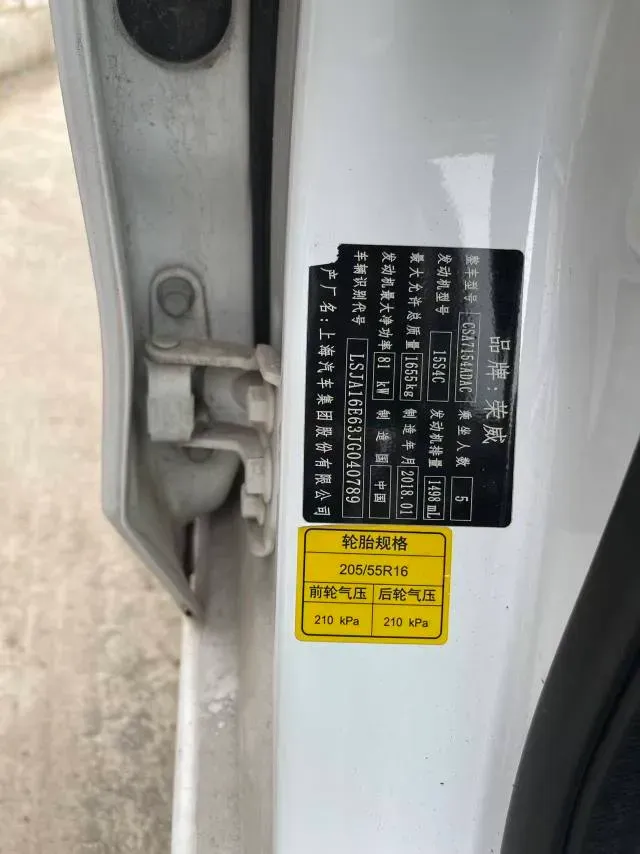 品牌:荣威
整车型号 CSA7154ADAC 乘坐人数 5
发动机型号 15S4C 发动机排量 1498 mL
最大允许总质量 1655kg 制造年月 2018.01
发动机最大净功率 81 kW 制造国 中国
车辆识别代号 LSJA16E63JG040789
产厂名:上海汽车集团股份有限公司
轮胎规格
205/55R16
前轮气压 后轮气压
210 kPa 210 kPa